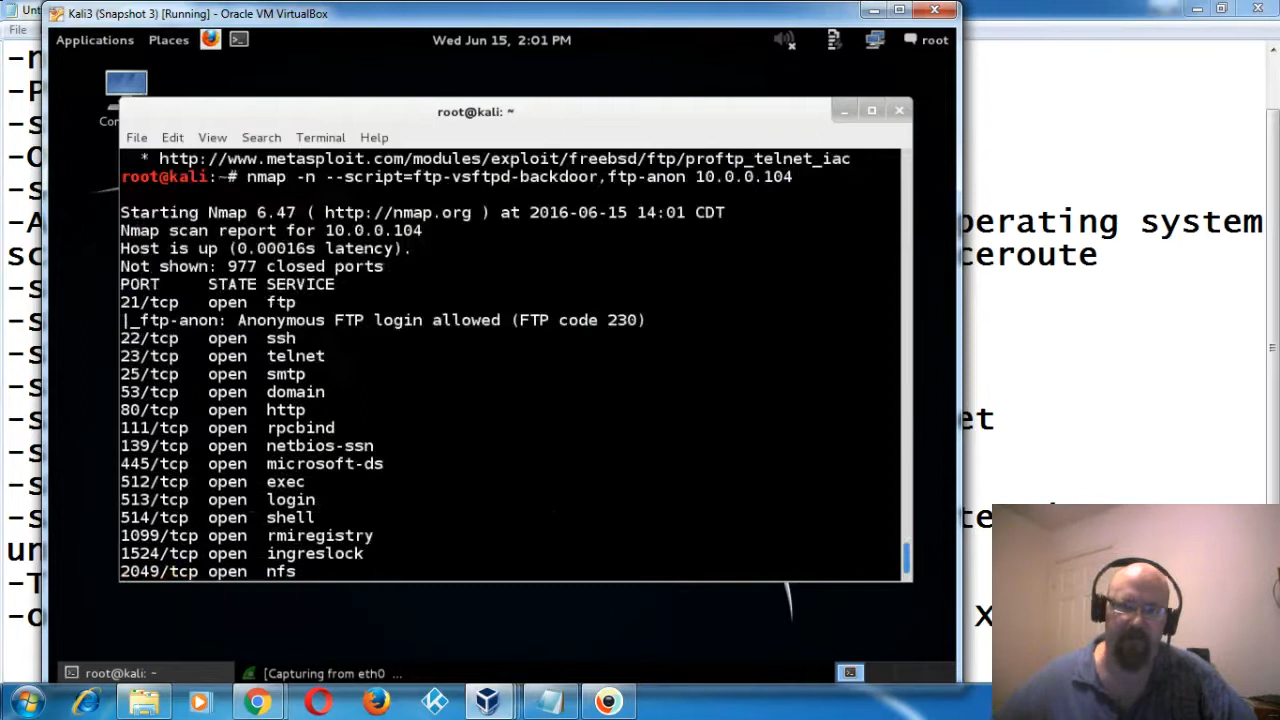 Kali3 (Snapshot 3) [Running] - Oracle VM VirtualBox
Applications Places Wed Jun 15, 2:01 PM root
root@kali: ~
File Edit View Search Terminal Help
* http://www.metasploit.com/modules/exploit/freebsd/ftp/proftp_telnet_iac
root@kali:~# nmap -n --script=ftp-vsftpd-backdoor,ftp-anon 10.0.0.104
Starting Nmap 6.47 ( http://nmap.org ) at 2016-06-15 14:01 CDT
Nmap scan report for 10.0.0.104
Host is up (0.00016s latency).
Not shown: 977 closed ports
PORT STATE SERVICE
21/tcp open ftp
|_ftp-anon: Anonymous FTP login allowed (FTP code 230)
22/tcp open ssh
23/tcp open telnet
25/tcp open smtp
53/tcp open domain
80/tcp open http
111/tcp open rpcbind
139/tcp open netbios-ssn
445/tcp open microsoft-ds
512/tcp open exec
513/tcp open login
514/tcp open shell
1099/tcp open rmiregistry
1524/tcp open ingreslock
2049/tcp open nfs
root@kali: ~ [Capturing from eth0 ...
File
-n
-s
-A perating system
sc ceroute
-s
-s
-s
-s et
-s
-s
-s
un
-T
-o x